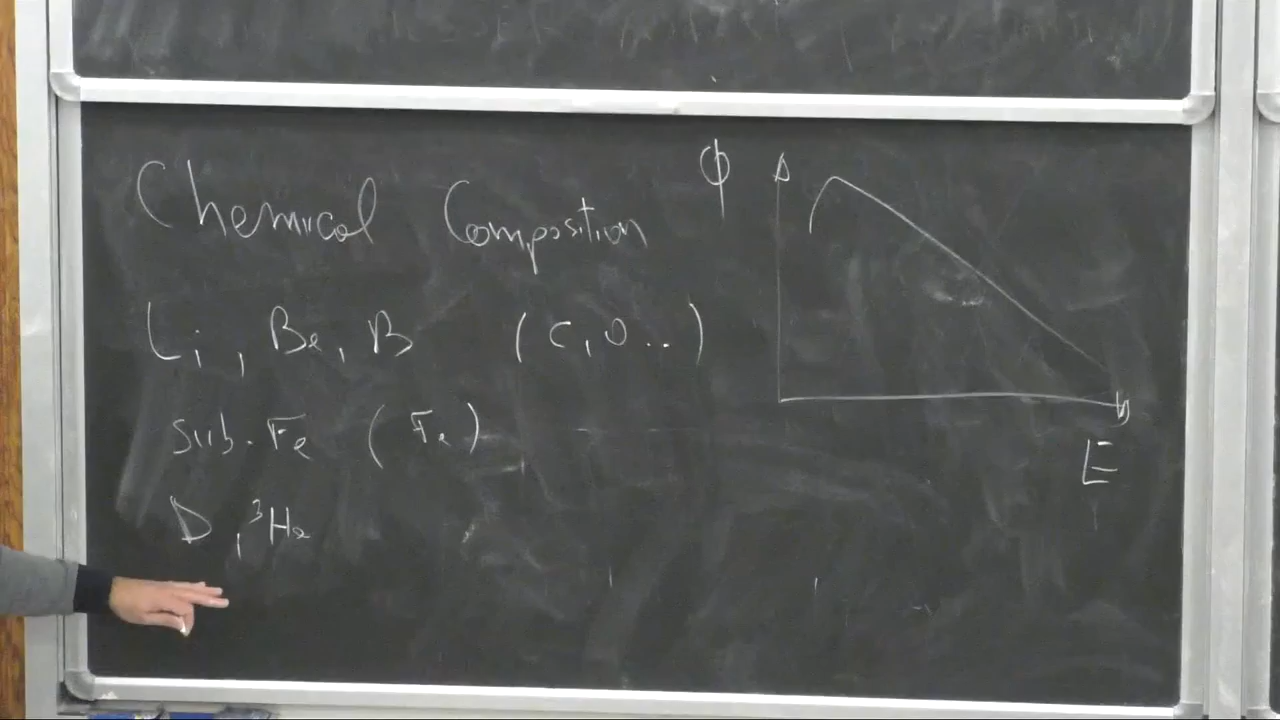 Chemical Composition
Li, Be, B (C, O..)
Sub-Fe (Fe)
D, ³He
ϕ
E